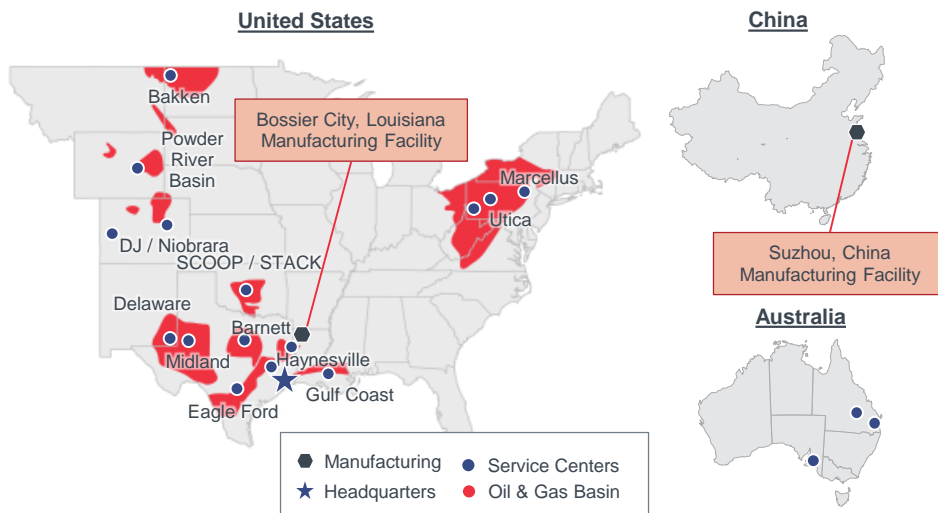 United States
China
Bakken
Bossier City, Louisiana
Manufacturing Facility
Powder
River
Basin
Marcellus
Utica
DJ / Niobrara
SCOOP / STACK
Suzhou, China
Manufacturing Facility
Delaware
Barnett
Midland
Haynesville
Eagle Ford
Gulf Coast
Australia
Manufacturing
Service Centers
Headquarters
Oil & Gas Basin